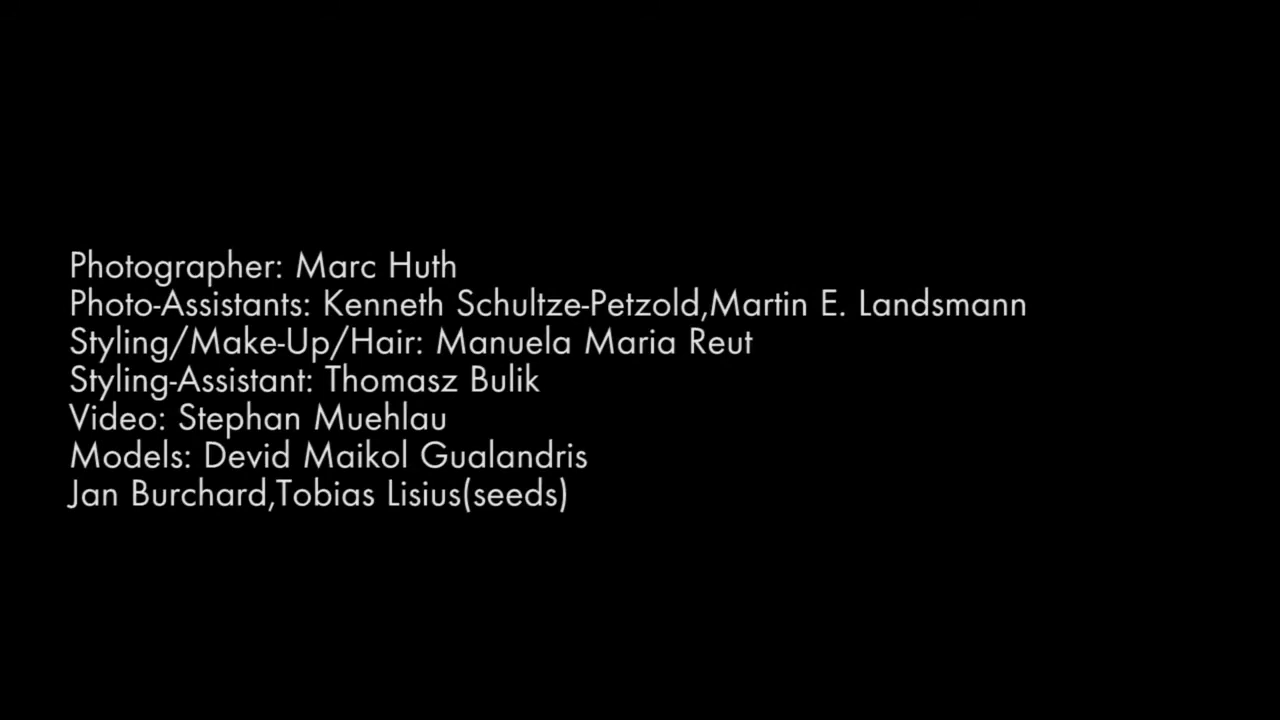 Photographer: Marc Huth
Photo-Assistants: Kenneth Schultze-Petzold,Martin E. Landsmann
Styling/Make-Up/Hair: Manuela Maria Reut
Styling-Assistant: Thomasz Bulik
Video: Stephan Muehlau
Models: Devid Maikol Gualandris
Jan Burchard,Tobias Lisius(seeds)